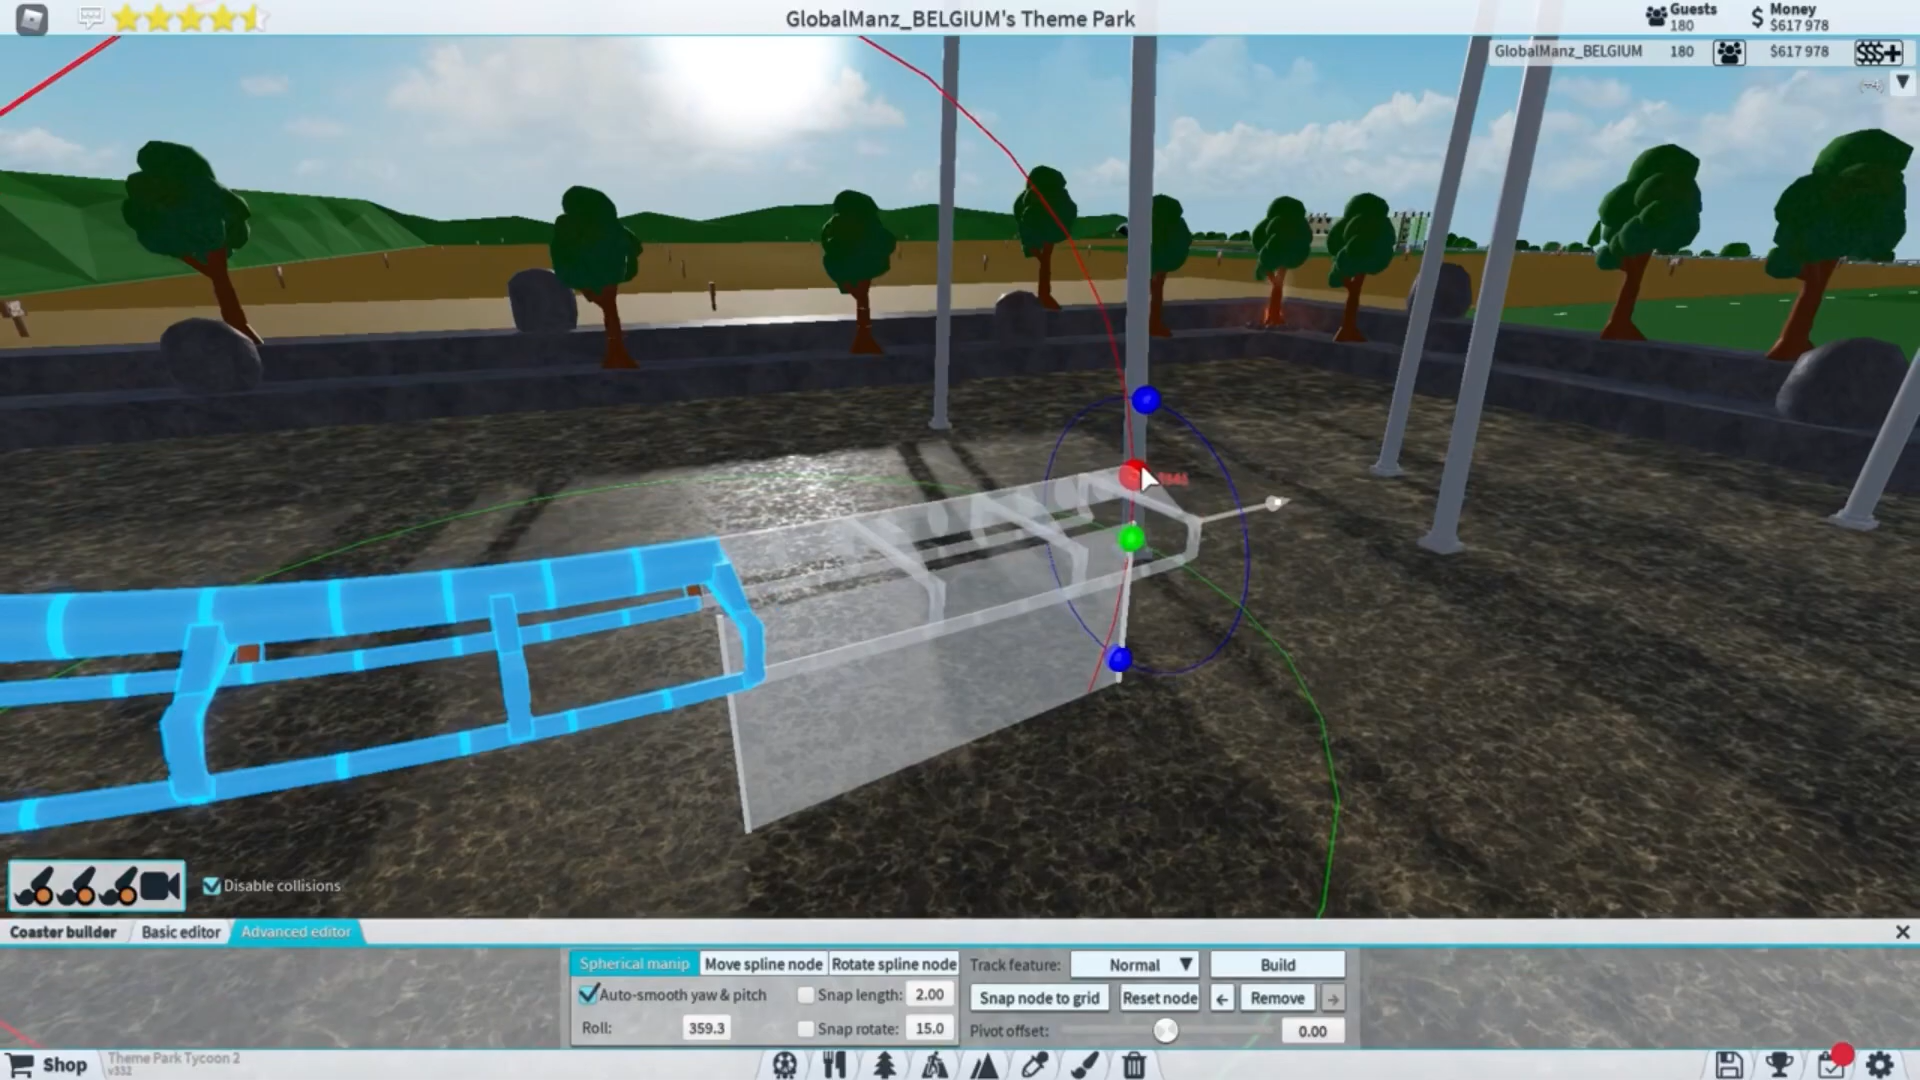 GlobalManz_BELGIUM's Theme Park
Guests
180
Money
$617 978
GlobalManz_BELGIUM 180 $617 978
Disable collisions
Coaster builder Basic editor Advanced editor
Spherical manip Move spline node Rotate spline node Track feature: Normal Build
Auto-smooth yaw & pitch Snap length: 2.00 Snap node to grid Reset node Remove
Roll: 359.3 Snap rotate: 15.0 Pivot offset: 0.00
Shop Theme Park Tycoon 2
v332